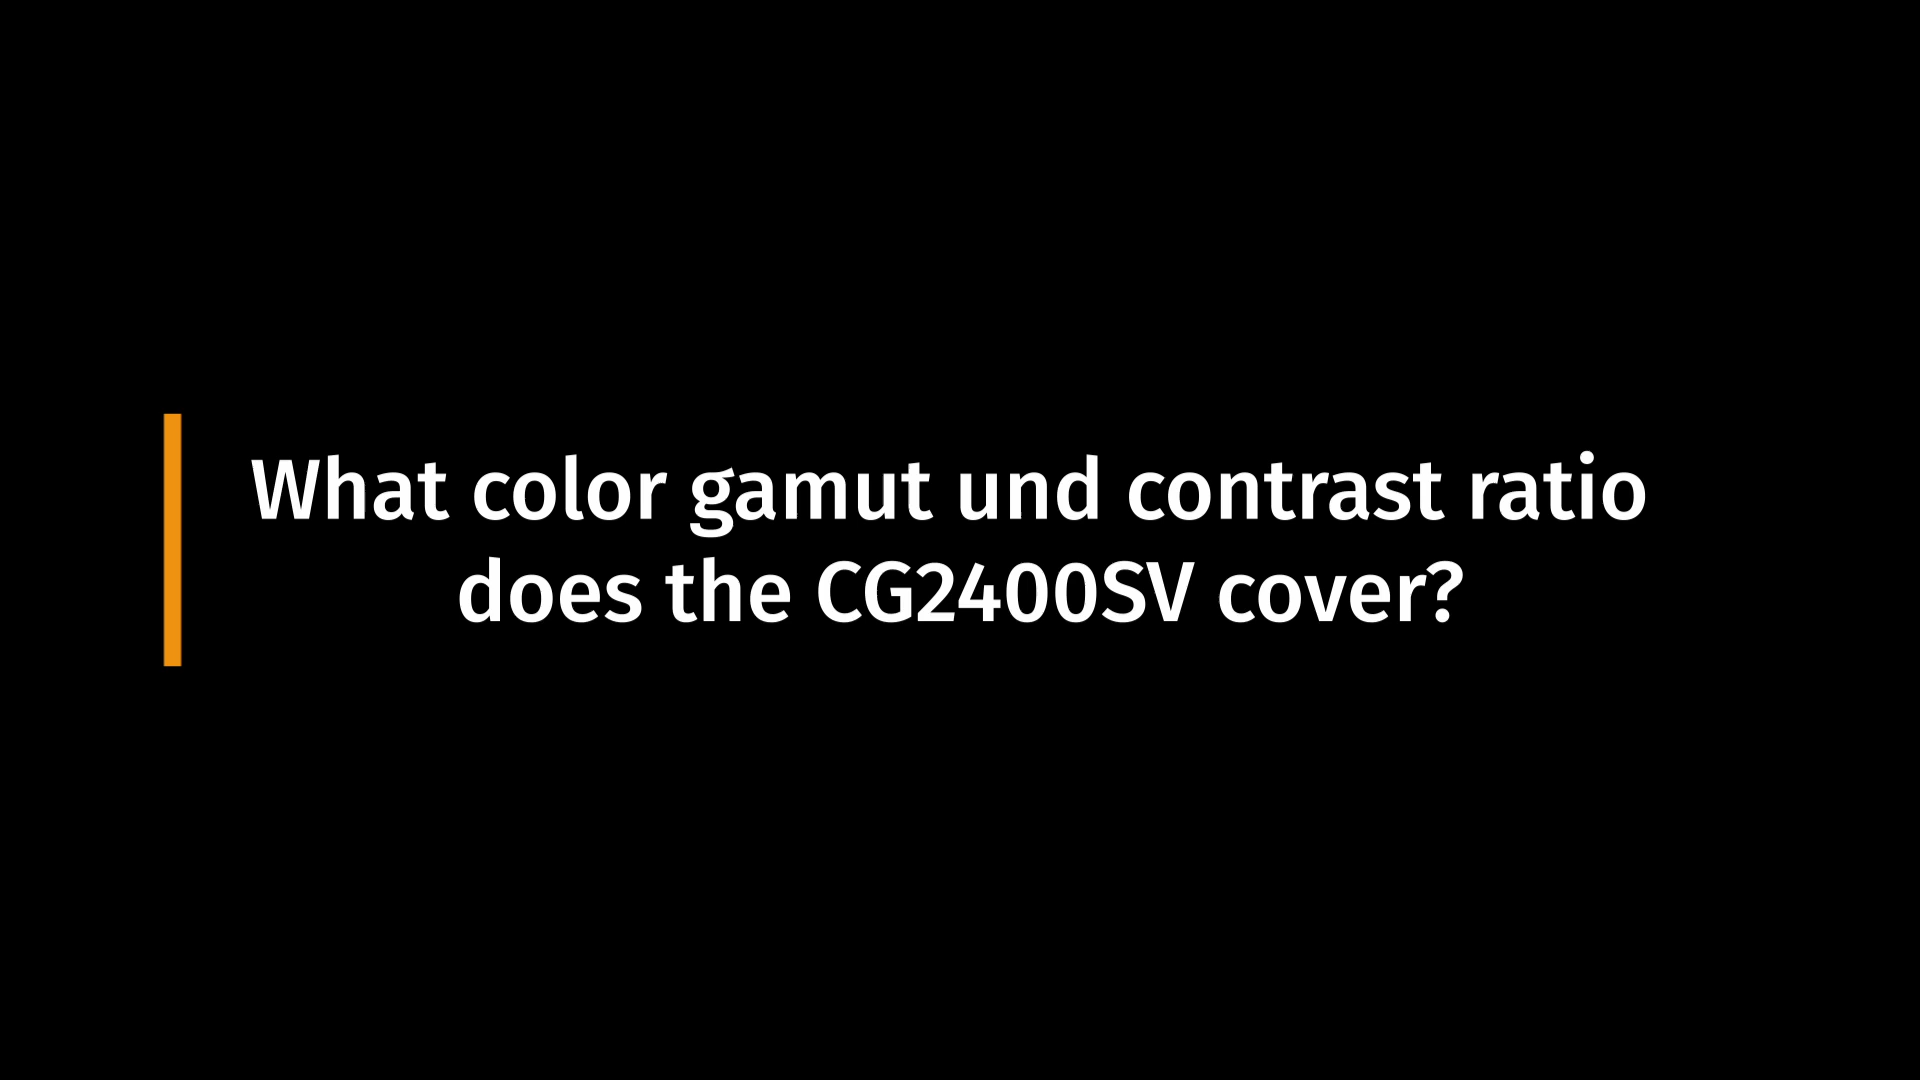 What color gamut und contrast ratio
does the CG2400SV cover?